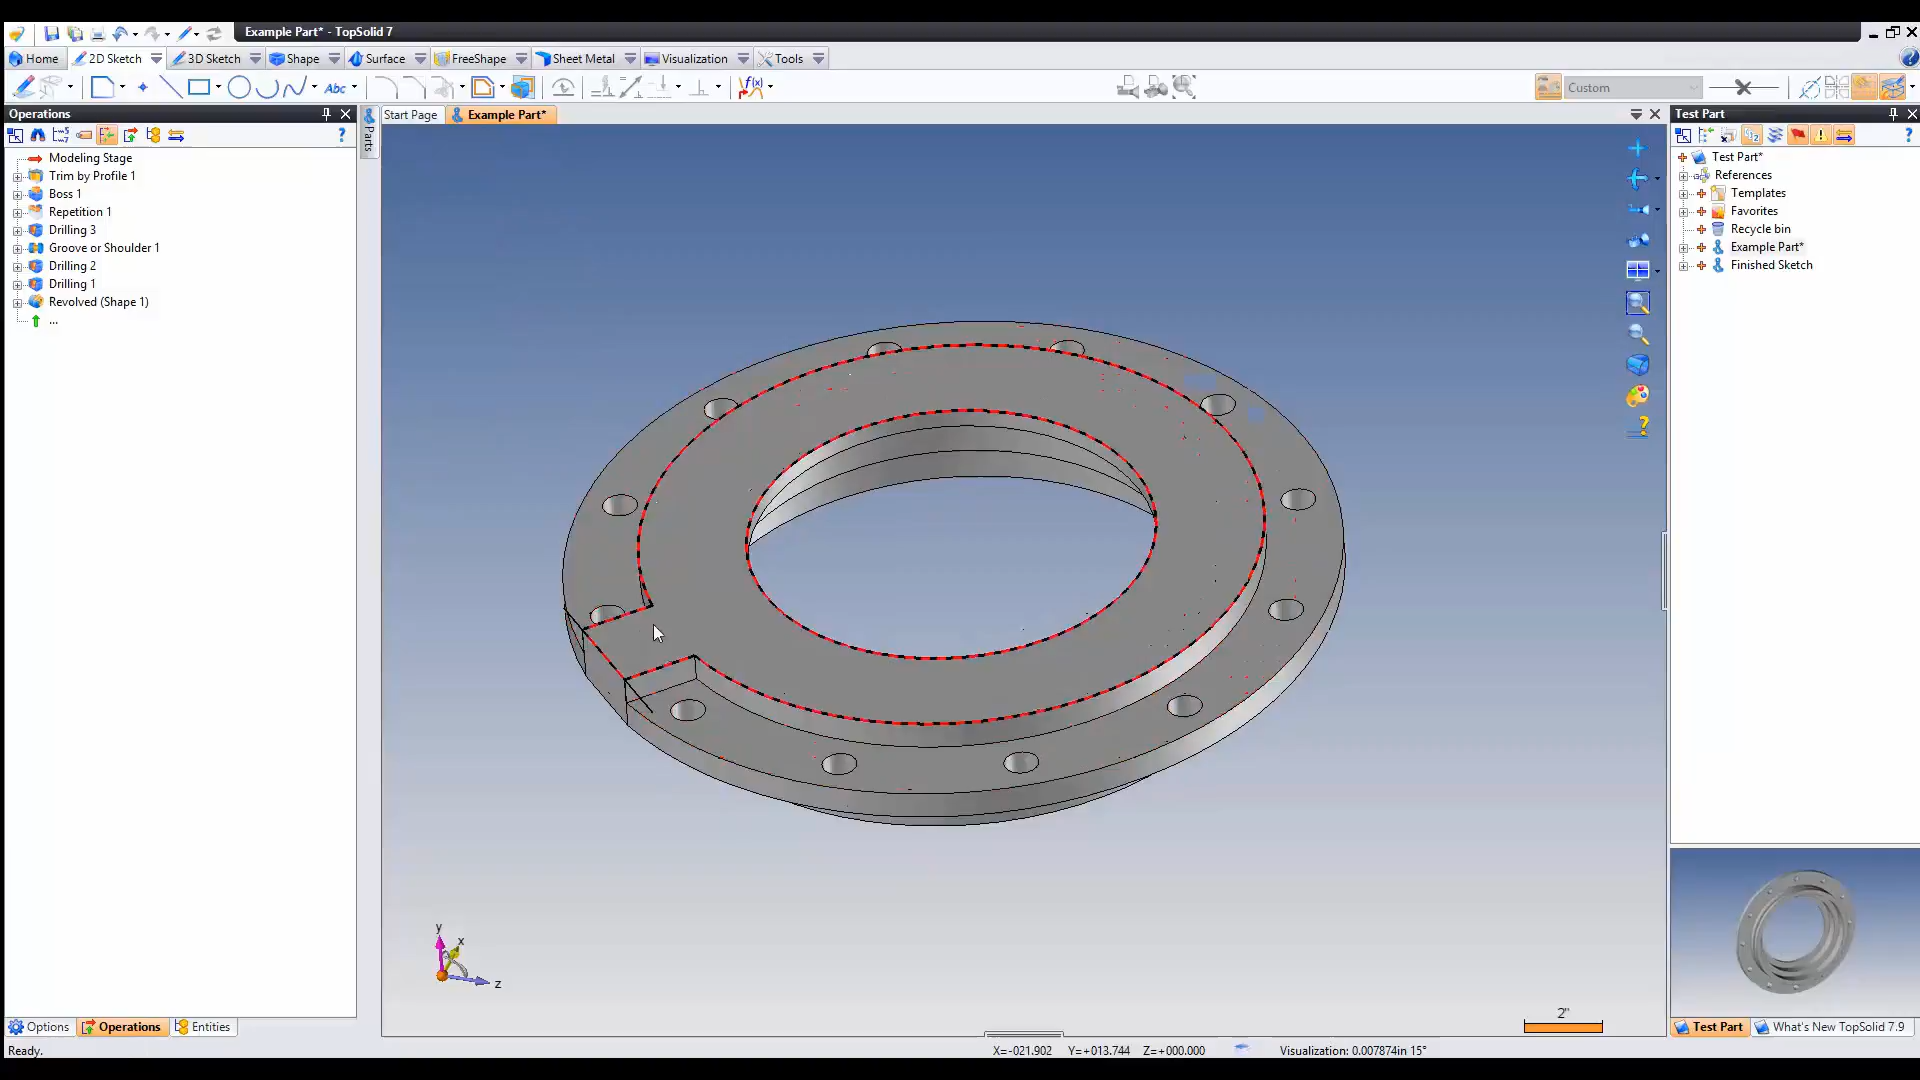 Example Part* - TopSolid 7
Home
2D Sketch
3D Sketch
Shape
Surface
FreeShape
Sheet Metal
Visualization
Tools
Abc
f(x)
Custom
Operations
Parts
Start Page
Example Part*
Test Part
Modeling Stage
Trim by Profile 1
Boss 1
Repetition 1
Drilling 3
Groove or Shoulder 1
Drilling 2
Drilling 1
Revolved (Shape 1)
...
Test Part*
References
Templates
Favorites
Recycle bin
Example Part*
Finished Sketch
y
x
z
2"
Options
Operations
Entities
Test Part
What's New TopSolid 7.9
Ready.
X=-021.902
Y=+013.744
Z=+000.000
Visualization: 0.007874in 15°